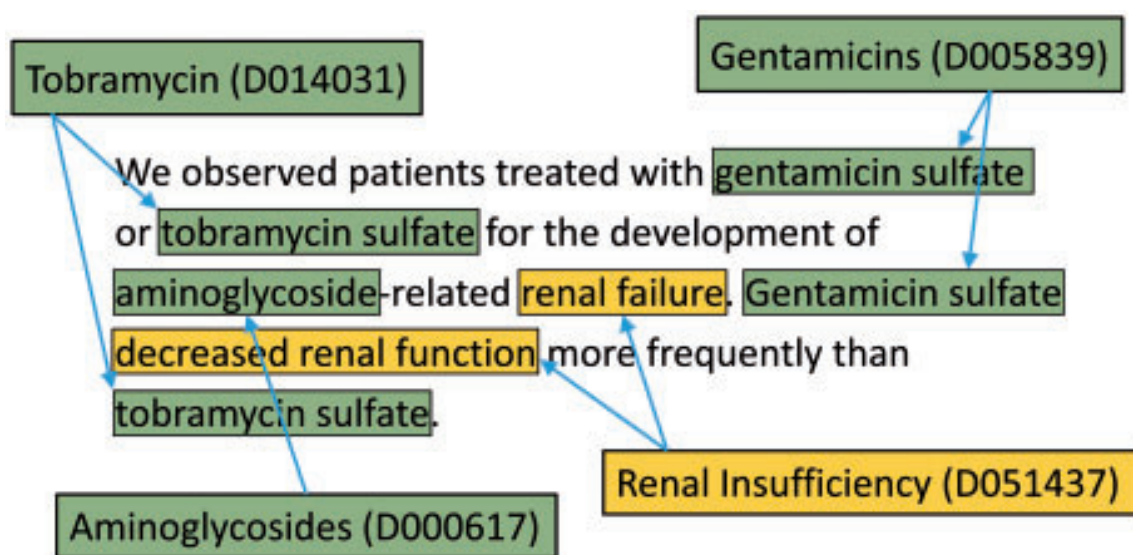 Tobramycin (D014031)
Gentamicins (D005839)
We observed patients treated with gentamicin sulfate
or tobramycin sulfate for the development of
aminoglycoside-related renal failure. Gentamicin sulfate
decreased renal function more frequently than
tobramycin sulfate.
Renal Insufficiency (D051437)
Aminoglycosides (D000617)